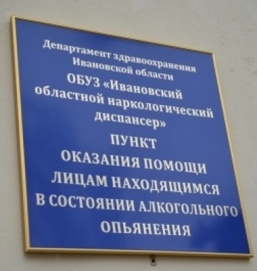 Департамент здравоохранения
Ивановской области
ОБУЗ «Ивановский
областной наркологический
диспансер»
ПУНКТ
ОКАЗАНИЯ ПОМОЩИ
ЛИЦАМ НАХОДЯЩИМСЯ
В СОСТОЯНИИ АЛКОГОЛЬНОГО
ОПЬЯНЕНИЯ